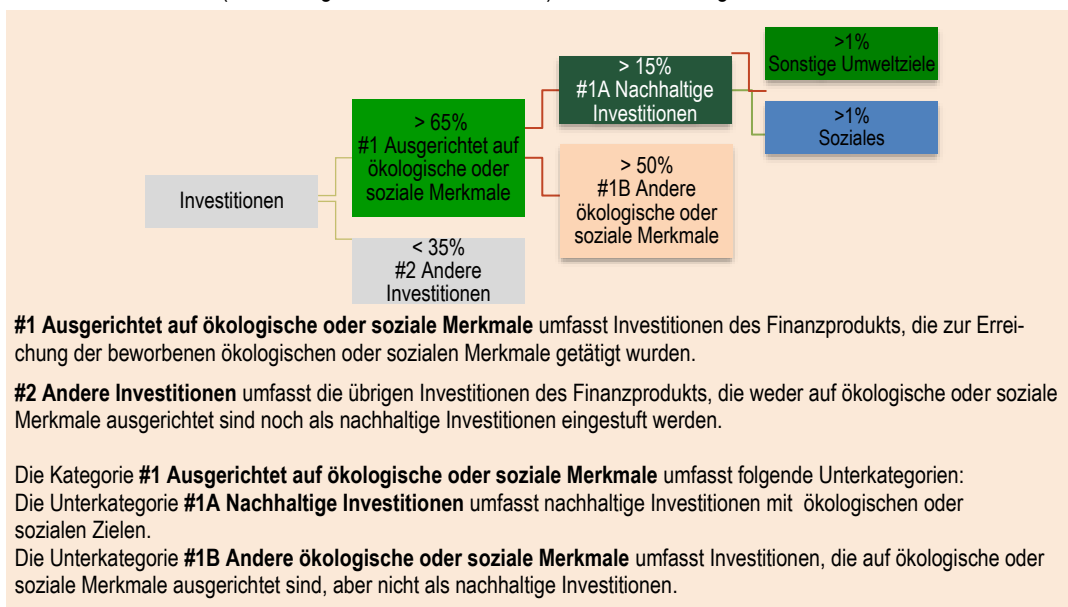 >1%
Sonstige Umweltziele
> 15%
#1A Nachhaltige
Investitionen
>1%
Soziales
> 65%
#1 Ausgerichtet auf
ökologische oder
soziale Merkmale
> 50%
#1B Andere
ökologische oder
soziale Merkmale
Investitionen
< 35%
#2 Andere
Investitionen
#1 Ausgerichtet auf ökologische oder soziale Merkmale umfasst Investitionen des Finanzprodukts, die zur Errei-
chung der beworbenen ökologischen oder sozialen Merkmale getätigt wurden.
#2 Andere Investitionen umfasst die übrigen Investitionen des Finanzprodukts, die weder auf ökologische oder soziale
Merkmale ausgerichtet sind noch als nachhaltige Investitionen eingestuft werden.
Die Kategorie #1 Ausgerichtet auf ökologische oder soziale Merkmale umfasst folgende Unterkategorien:
Die Unterkategorie #1A Nachhaltige Investitionen umfasst nachhaltige Investitionen mit ökologischen oder
sozialen Zielen.
Die Unterkategorie #1B Andere ökologische oder soziale Merkmale umfasst Investitionen, die auf ökologische oder
soziale Merkmale ausgerichtet sind, aber nicht als nachhaltige Investitionen.